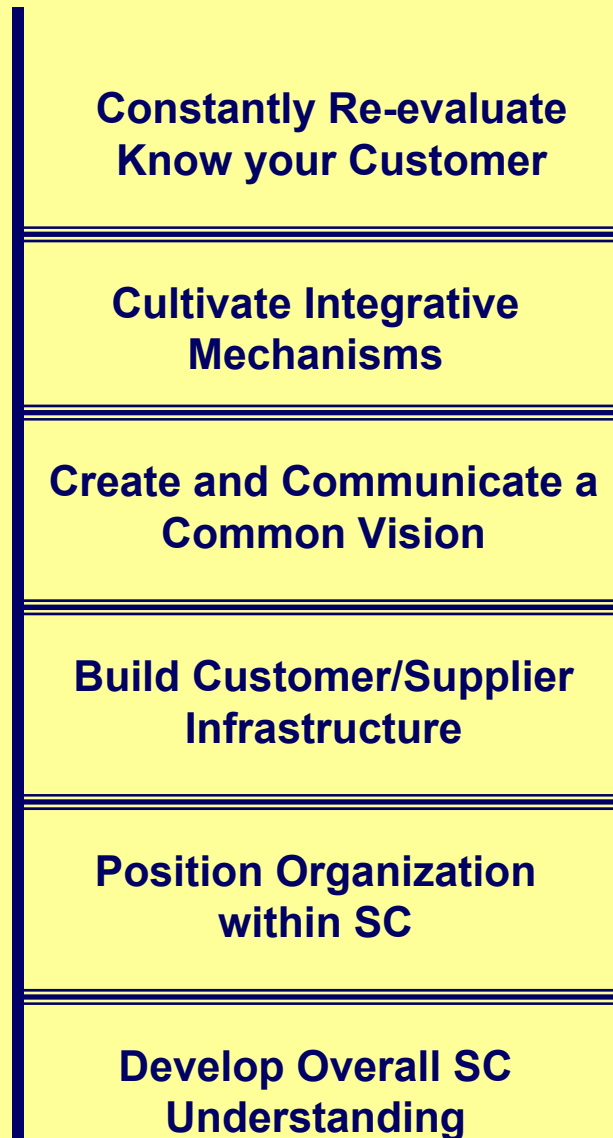 Constantly Re-evaluate
Know your Customer
Cultivate Integrative
Mechanisms
Create and Communicate a
Common Vision
Build Customer/Supplier
Infrastructure
Position Organization
within SC
Develop Overall SC
Understanding